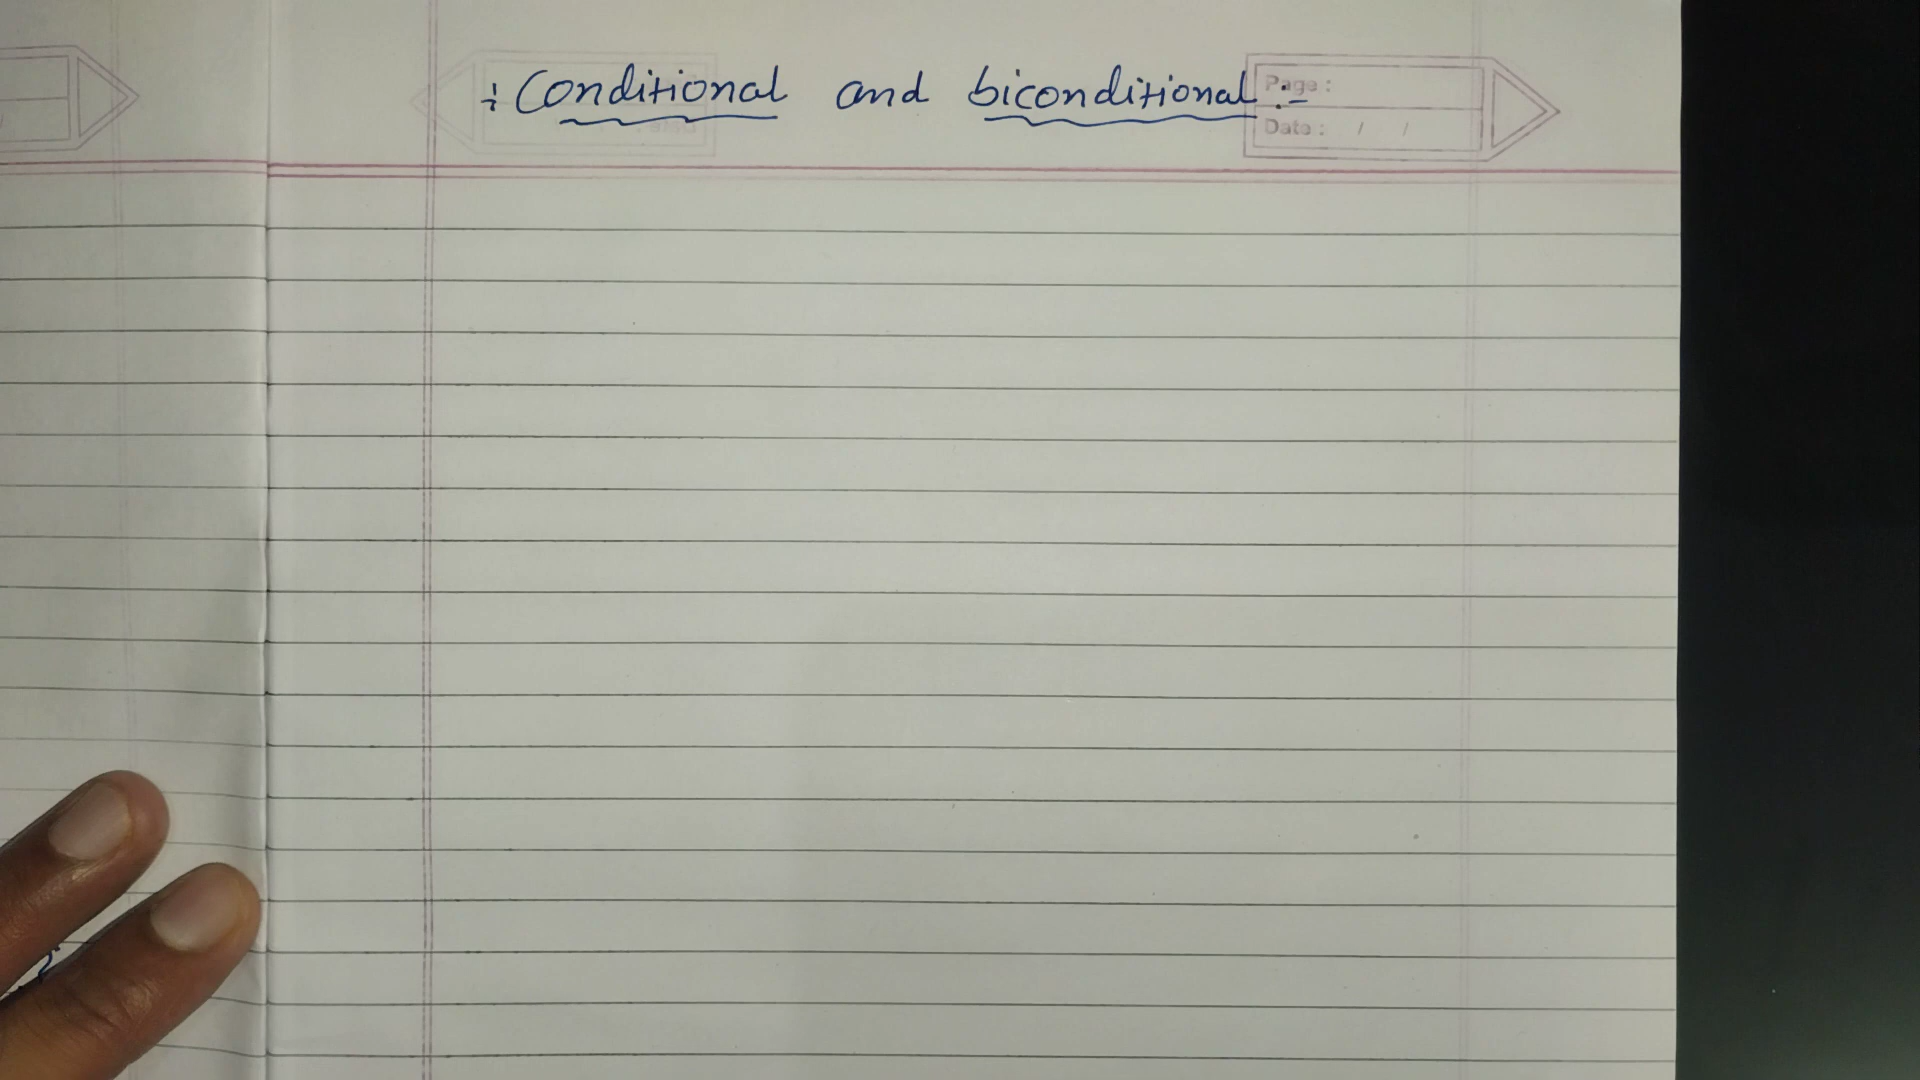 :- Conditional and biconditional :-
Page :
Date : / /